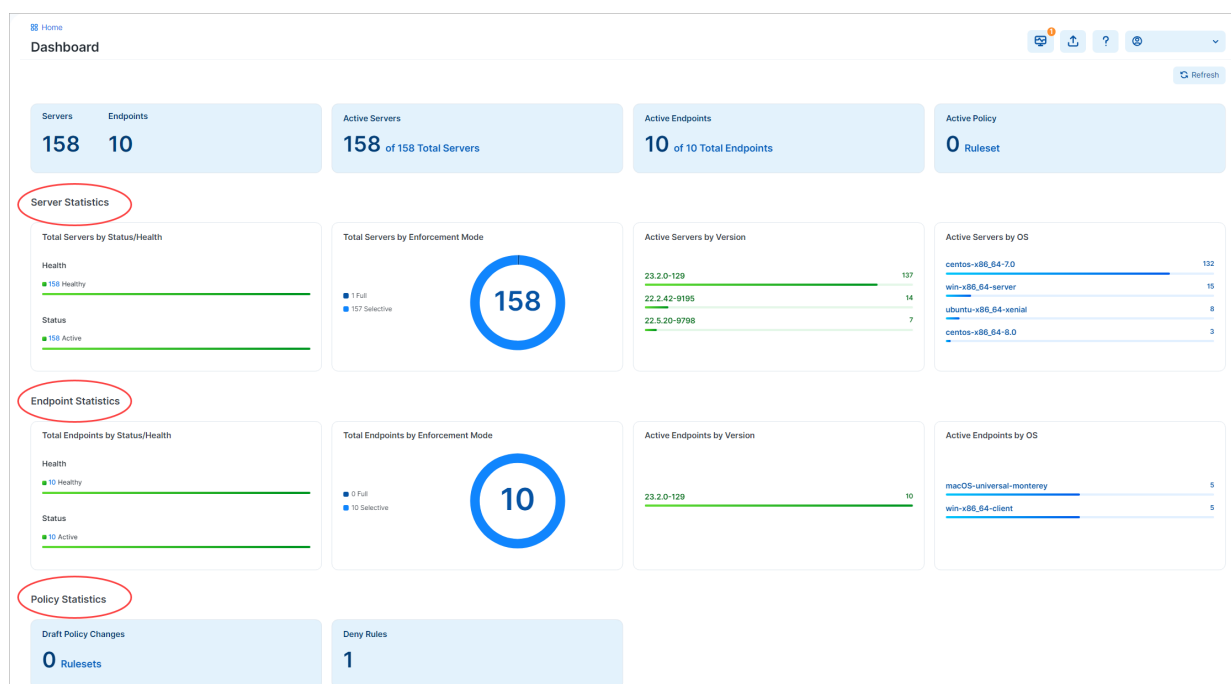 Home
Dashboard
1
?
Refresh
Servers
Endpoints
158
10
Active Servers
158 of 158 Total Servers
Active Endpoints
10 of 10 Total Endpoints
Active Policy
0 Ruleset
Server Statistics
Total Servers by Status/Health
Health
158 Healthy
Status
158 Active
Total Servers by Enforcement Mode
1 Full
157 Selective
158
Active Servers by Version
23.2.0-129 137
22.2.42-9195 14
22.5.20-9798 7
Active Servers by OS
centos-x86_64-7.0 132
win-x86_64-server 15
ubuntu-x86_64-xenial 8
centos-x86_64-8.0 3
Endpoint Statistics
Total Endpoints by Status/Health
Health
10 Healthy
Status
10 Active
Total Endpoints by Enforcement Mode
0 Full
10 Selective
10
Active Endpoints by Version
23.2.0-129 10
Active Endpoints by OS
macOS-universal-monterey 5
win-x86_64-client 5
Policy Statistics
Draft Policy Changes
0 Rulesets
Deny Rules
1